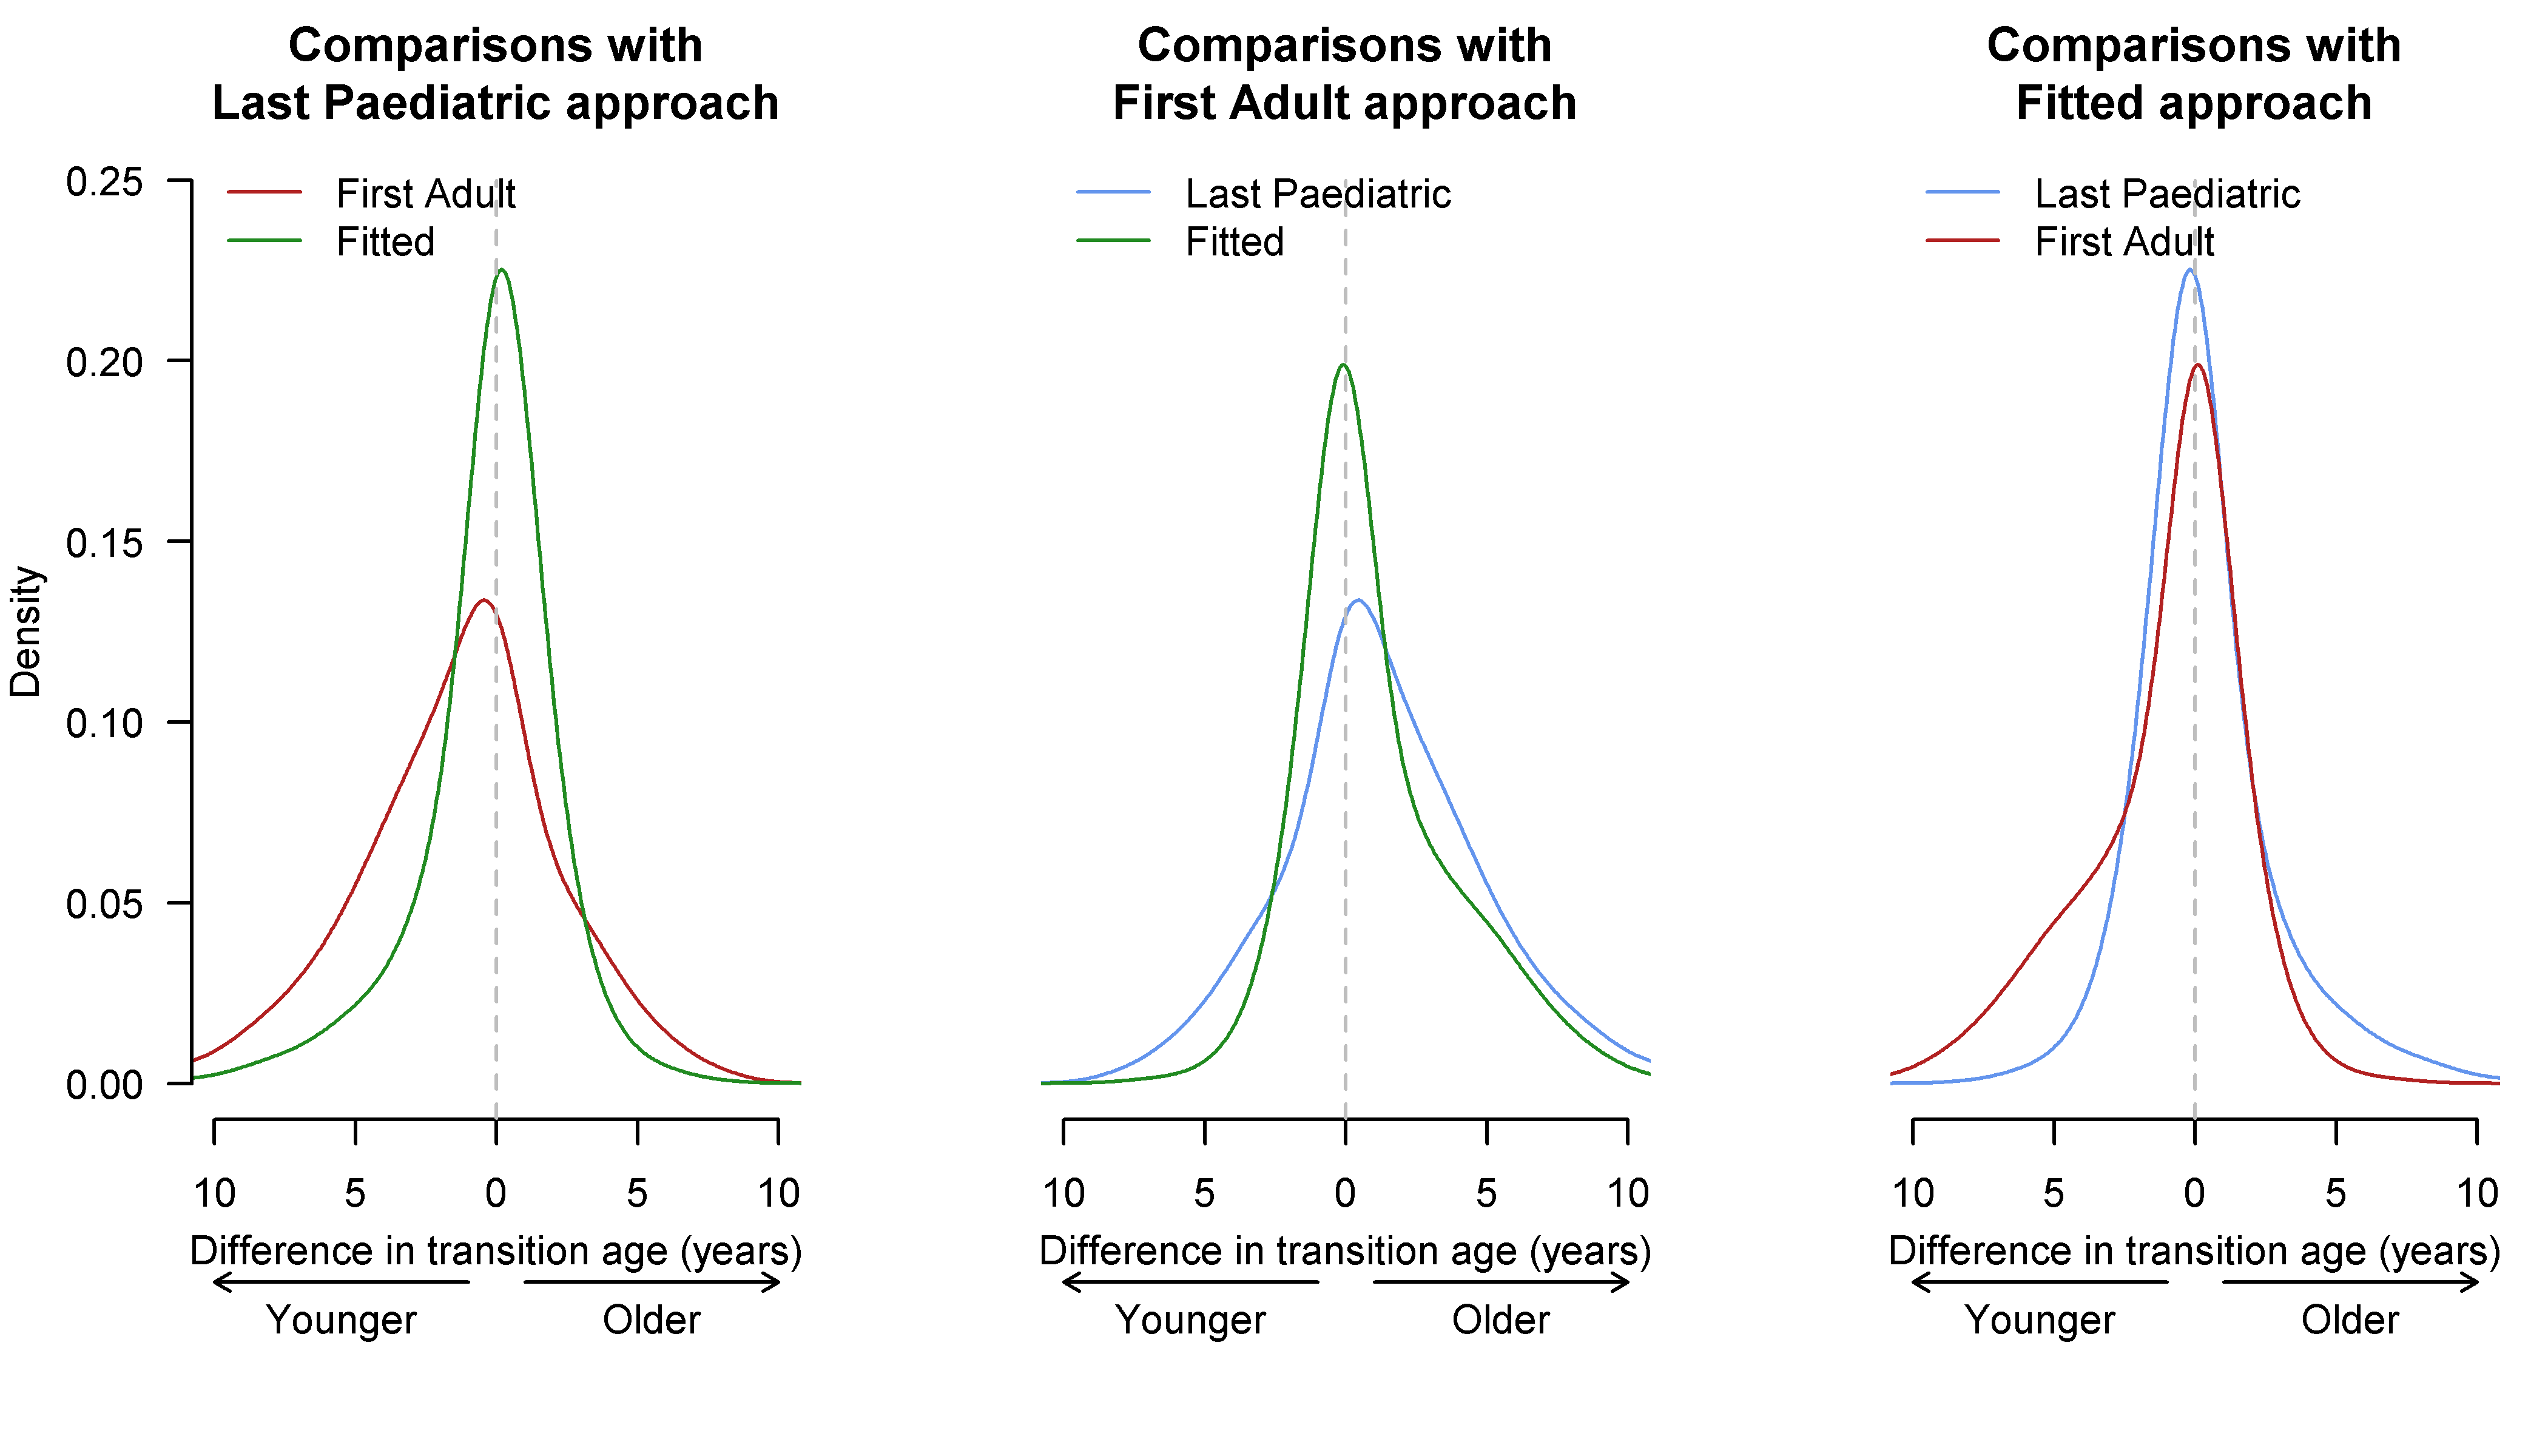 Comparisons with
Last Paediatric approach
First Adult
Fitted
0.25
0.20
0.15
0.10
0.05
0.00
Density
10 5 0 5 10
Difference in transition age (years)
Younger Older
Comparisons with
First Adult approach
Last Paediatric
Fitted
10 5 0 5 10
Difference in transition age (years)
Younger Older
Comparisons with
Fitted approach
Last Paediatric
First Adult
10 5 0 5 10
Difference in transition age (years)
Younger Older